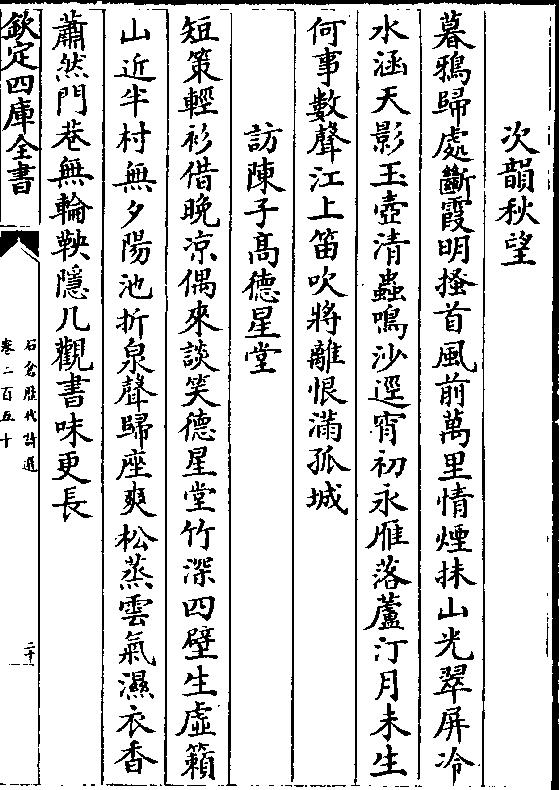 次韻秋望
暮鴉歸處斷霞明搔首風前萬里情煙抹山光翠屏冷
水涵天影玉壺清蟲鳴沙逕宵初永雁落蘆汀月未生
何事數聲江上笛吹將離恨滿孤城
訪陳子髙德星堂
短策輕衫借晚凉偶來談笑德星堂竹深四壁生虚籟
山近半村無夕陽池折泉聲歸座爽松蒸雲氣濕衣香
蕭然門巷無輪鞅隱几觀書味更長
欽定四庫全書
石倉歷代詩選
卷二百五十
二十